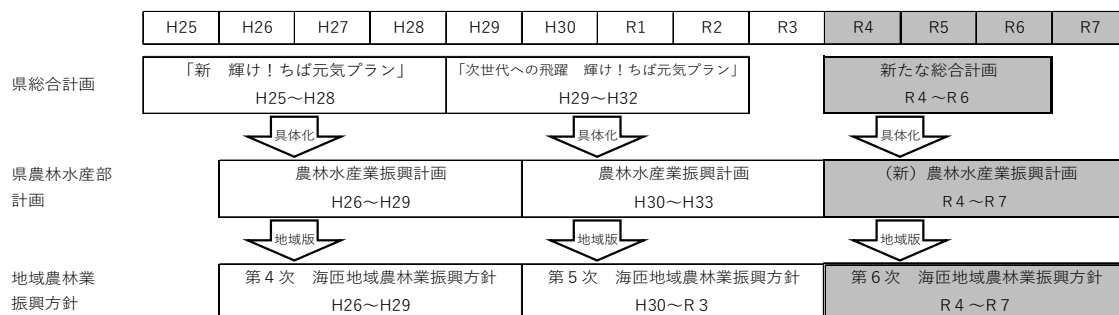 H25 H26 H27 H28 H29 H30 R1 R2 R3 R4 R5 R6 R7
県総合計画
「新　輝け！ちば元気プラン」
H25～H28
「次世代への飛躍　輝け！ちば元気プラン」
H29～H32
新たな総合計画
R４～R６
具体化
具体化
具体化
県農林水産部
計画
農林水産業振興計画
H26～H29
農林水産業振興計画
H30～H33
（新）農林水産業振興計画
R４～R７
地域版
地域版
地域版
地域農林業
振興方針
第４次　海匝地域農林業振興方針
H26～H29
第５次　海匝地域農林業振興方針
H30～R３
第６次　海匝地域農林業振興方針
R４～R７